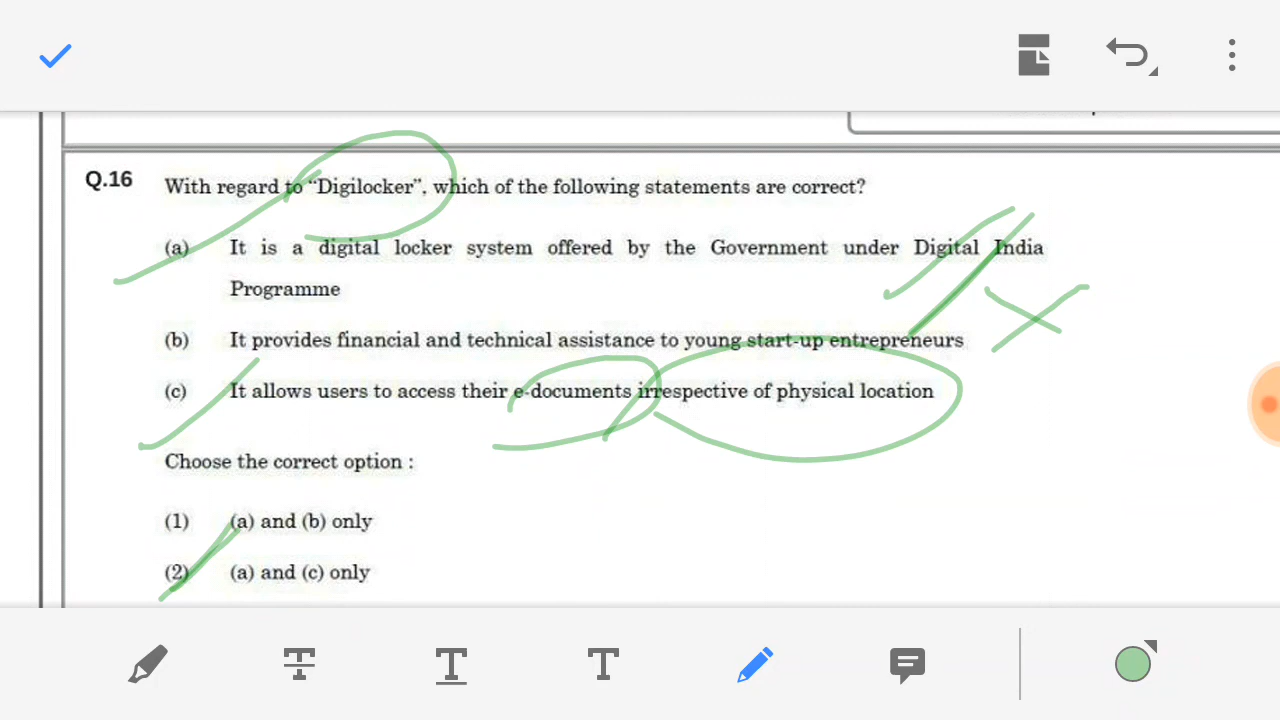 Q.16 With regard to “Digilocker”, which of the following statements are correct?
(a) It is a digital locker system offered by the Government under Digital India
Programme
(b) It provides financial and technical assistance to young start-up entrepreneurs
(c) It allows users to access their e-documents irrespective of physical location
Choose the correct option :
(1) (a) and (b) only
(2) (a) and (c) only